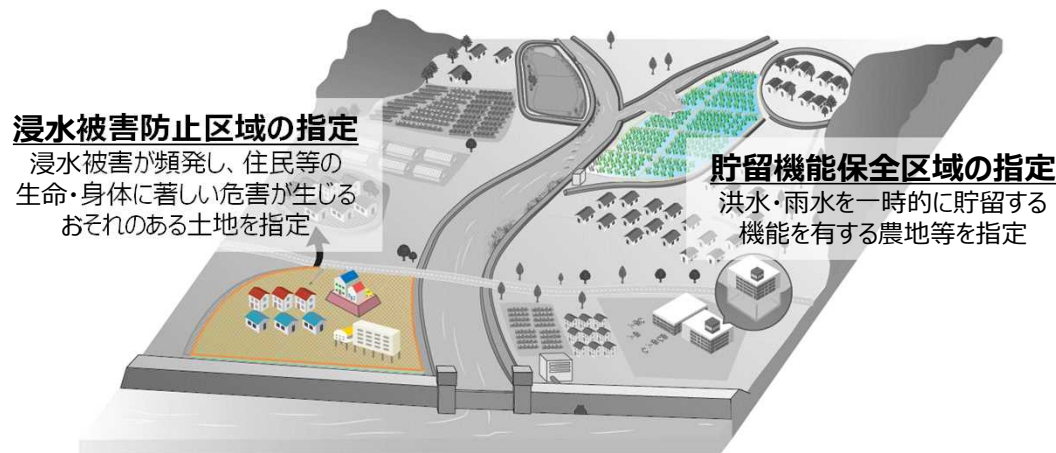 浸水被害防止区域の指定
浸水被害が頻発し、住民等の
生命・身体に著しい危害が生じる
おそれのある土地を指定
貯留機能保全区域の指定
洪水・雨水を一時的に貯留する
機能を有する農地等を指定